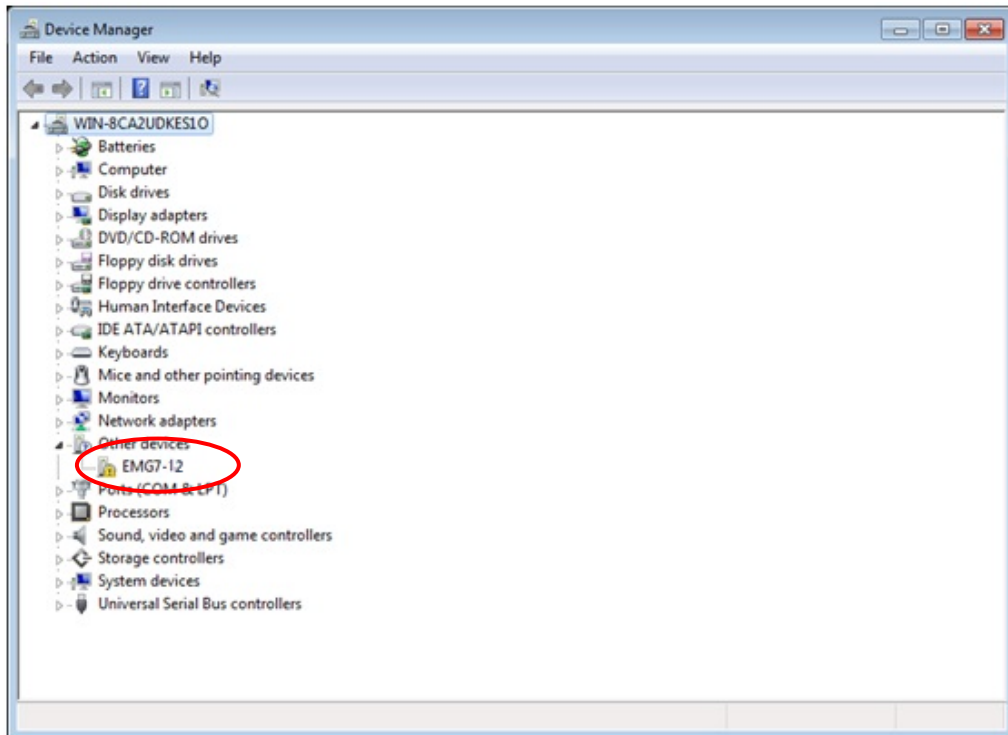 Device Manager
File Action View Help
WIN-8CA2UDKES1O
Batteries
Computer
Disk drives
Display adapters
DVD/CD-ROM drives
Floppy disk drives
Floppy drive controllers
Human Interface Devices
IDE ATA/ATAPI controllers
Keyboards
Mice and other pointing devices
Monitors
Network adapters
Other devices
EMG7-12
Ports (COM & LPT)
Processors
Sound, video and game controllers
Storage controllers
System devices
Universal Serial Bus controllers